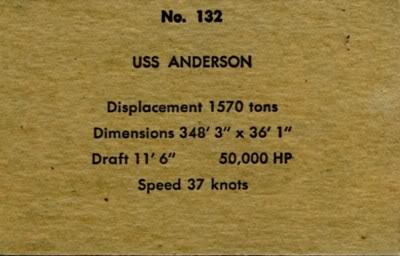 No. 132
USS ANDERSON
Displacement 1570 tons
Dimensions 348' 3" x 36' 1"
Draft 11' 6" 50,000 HP
Speed 37 knots